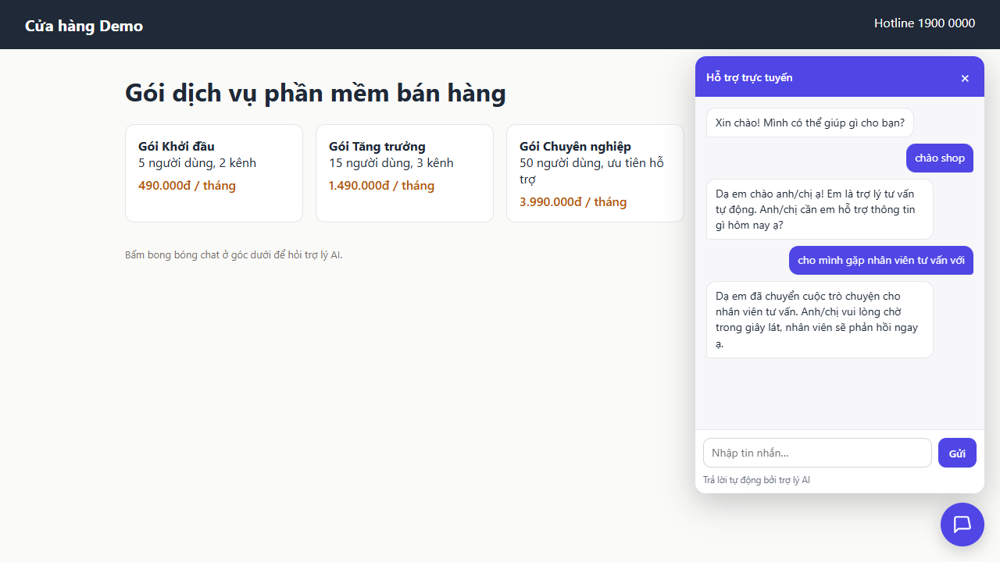 Cửa hàng Demo
Hotline 1900 0000
Gói dịch vụ phần mềm bán hàng
Gói Khởi đầu
5 người dùng, 2 kênh
490.000đ / tháng
Gói Tăng trưởng
15 người dùng, 3 kênh
1.490.000đ / tháng
Gói Chuyên nghiệp
50 người dùng, ưu tiên hỗ
trợ
3.990.000đ / tháng
Bấm bong bóng chat ở góc dưới để hỏi trợ lý AI.
Hỗ trợ trực tuyến
×
Xin chào! Mình có thể giúp gì cho bạn?
chào shop
Dạ em chào anh/chị ạ! Em là trợ lý tư vấn
tự động. Anh/chị cần em hỗ trợ thông tin
gì hôm nay ạ?
cho mình gặp nhân viên tư vấn với
Dạ em đã chuyển cuộc trò chuyện cho
nhân viên tư vấn. Anh/chị vui lòng chờ
trong giây lát, nhân viên sẽ phản hồi ngay
ạ.
Nhập tin nhắn...
Gửi
Trả lời tự động bởi trợ lý AI